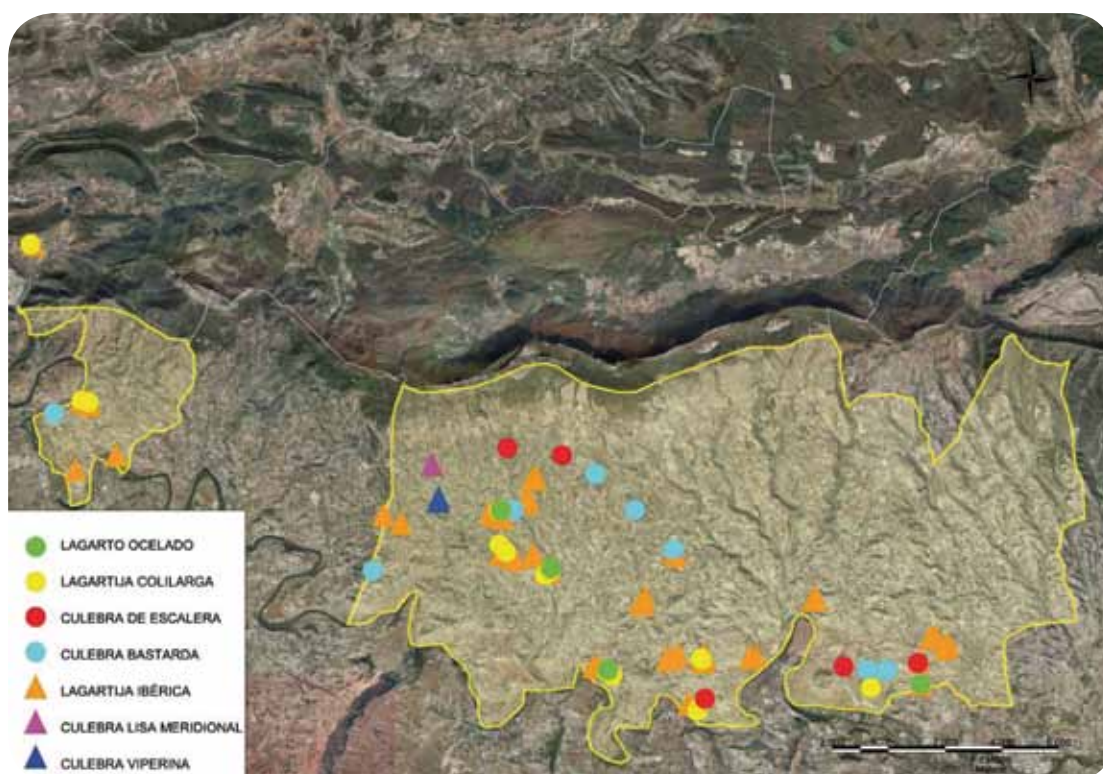 LAGARTO OCELADO
LAGARTIJA COLILARGA
CULEBRA DE ESCALERA
CULEBRA BASTARDA
LAGARTIJA IBÉRICA
CULEBRA LISA MERIDIONAL
CULEBRA VIPERINA